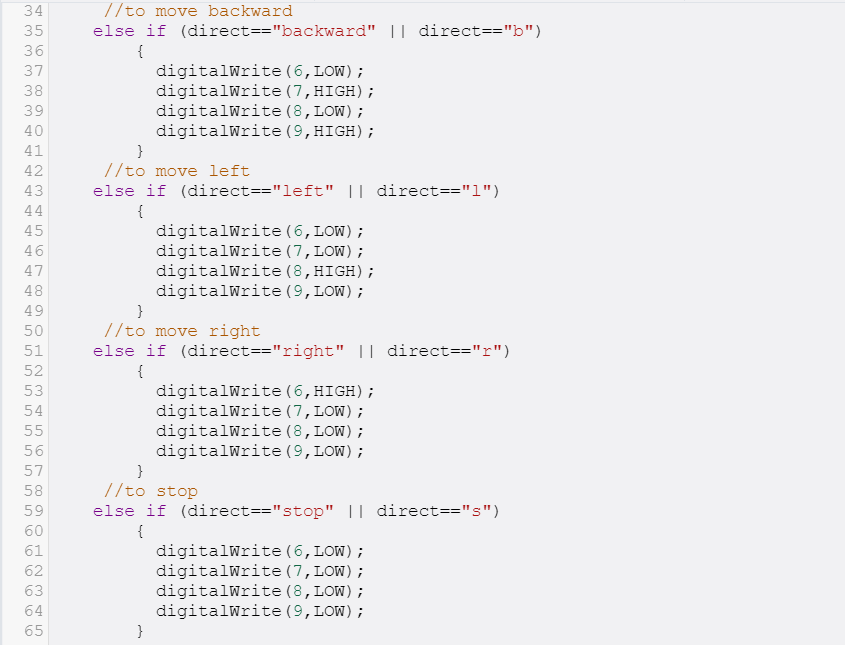 34 //to move backward
35 else if (direct=="backward" || direct=="b")
36 {
37 digitalWrite(6,LOW);
38 digitalWrite(7,HIGH);
39 digitalWrite(8,LOW);
40 digitalWrite(9,HIGH);
41 }
42 //to move left
43 else if (direct=="left" || direct=="l")
44 {
45 digitalWrite(6,LOW);
46 digitalWrite(7,LOW);
47 digitalWrite(8,HIGH);
48 digitalWrite(9,LOW);
49 }
50 //to move right
51 else if (direct=="right" || direct=="r")
52 {
53 digitalWrite(6,HIGH);
54 digitalWrite(7,LOW);
55 digitalWrite(8,LOW);
56 digitalWrite(9,LOW);
57 }
58 //to stop
59 else if (direct=="stop" || direct=="s")
60 {
61 digitalWrite(6,LOW);
62 digitalWrite(7,LOW);
63 digitalWrite(8,LOW);
64 digitalWrite(9,LOW);
65 }